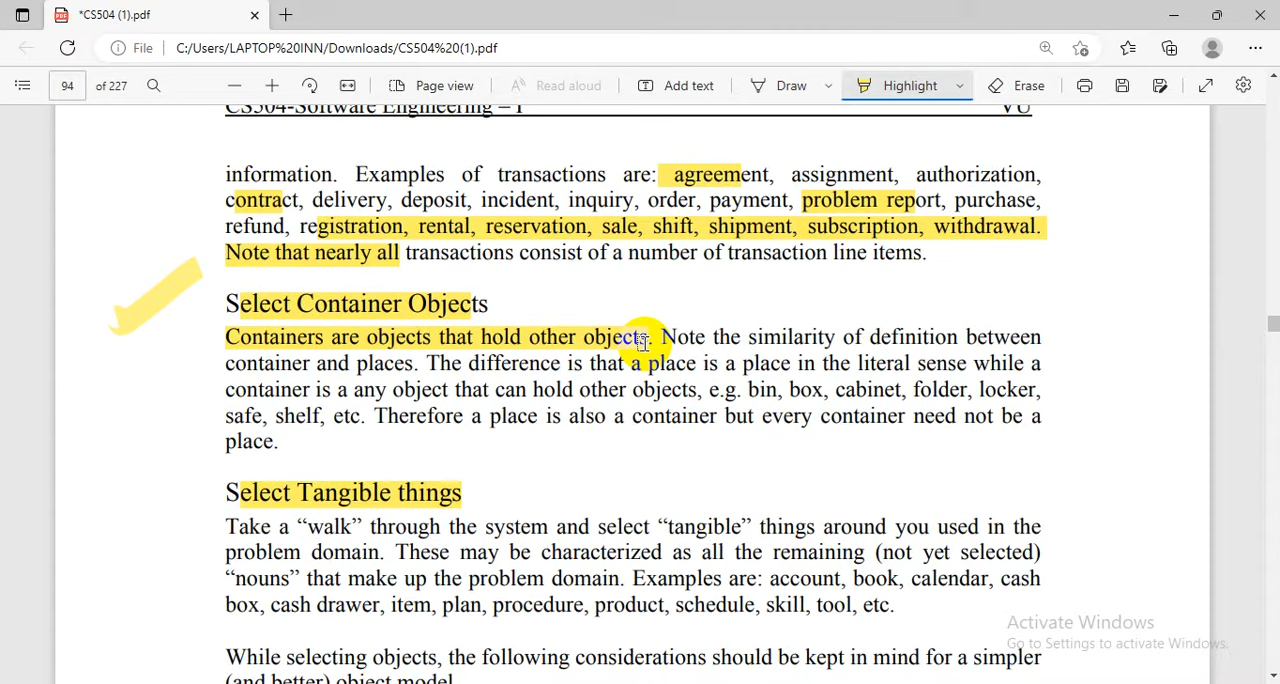 *CS504 (1).pdf
File C:/Users/LAPTOP%20INN/Downloads/CS504%20(1).pdf
94 of 227 Page view Read aloud Add text Draw Highlight Erase
CS504-Software Engineering – I VU
information. Examples of transactions are: agreement, assignment, authorization,
contract, delivery, deposit, incident, inquiry, order, payment, problem report, purchase,
refund, registration, rental, reservation, sale, shift, shipment, subscription, withdrawal.
Note that nearly all transactions consist of a number of transaction line items.
Select Container Objects
Containers are objects that hold other objects. Note the similarity of definition between
container and places. The difference is that a place is a place in the literal sense while a
container is a any object that can hold other objects, e.g. bin, box, cabinet, folder, locker,
safe, shelf, etc. Therefore a place is also a container but every container need not be a
place.
Select Tangible things
Take a “walk” through the system and select “tangible” things around you used in the
problem domain. These may be characterized as all the remaining (not yet selected)
“nouns” that make up the problem domain. Examples are: account, book, calendar, cash
box, cash drawer, item, plan, procedure, product, schedule, skill, tool, etc.
Activate Windows
Go to Settings to activate Windows.
While selecting objects, the following considerations should be kept in mind for a simpler
(and better) object model.